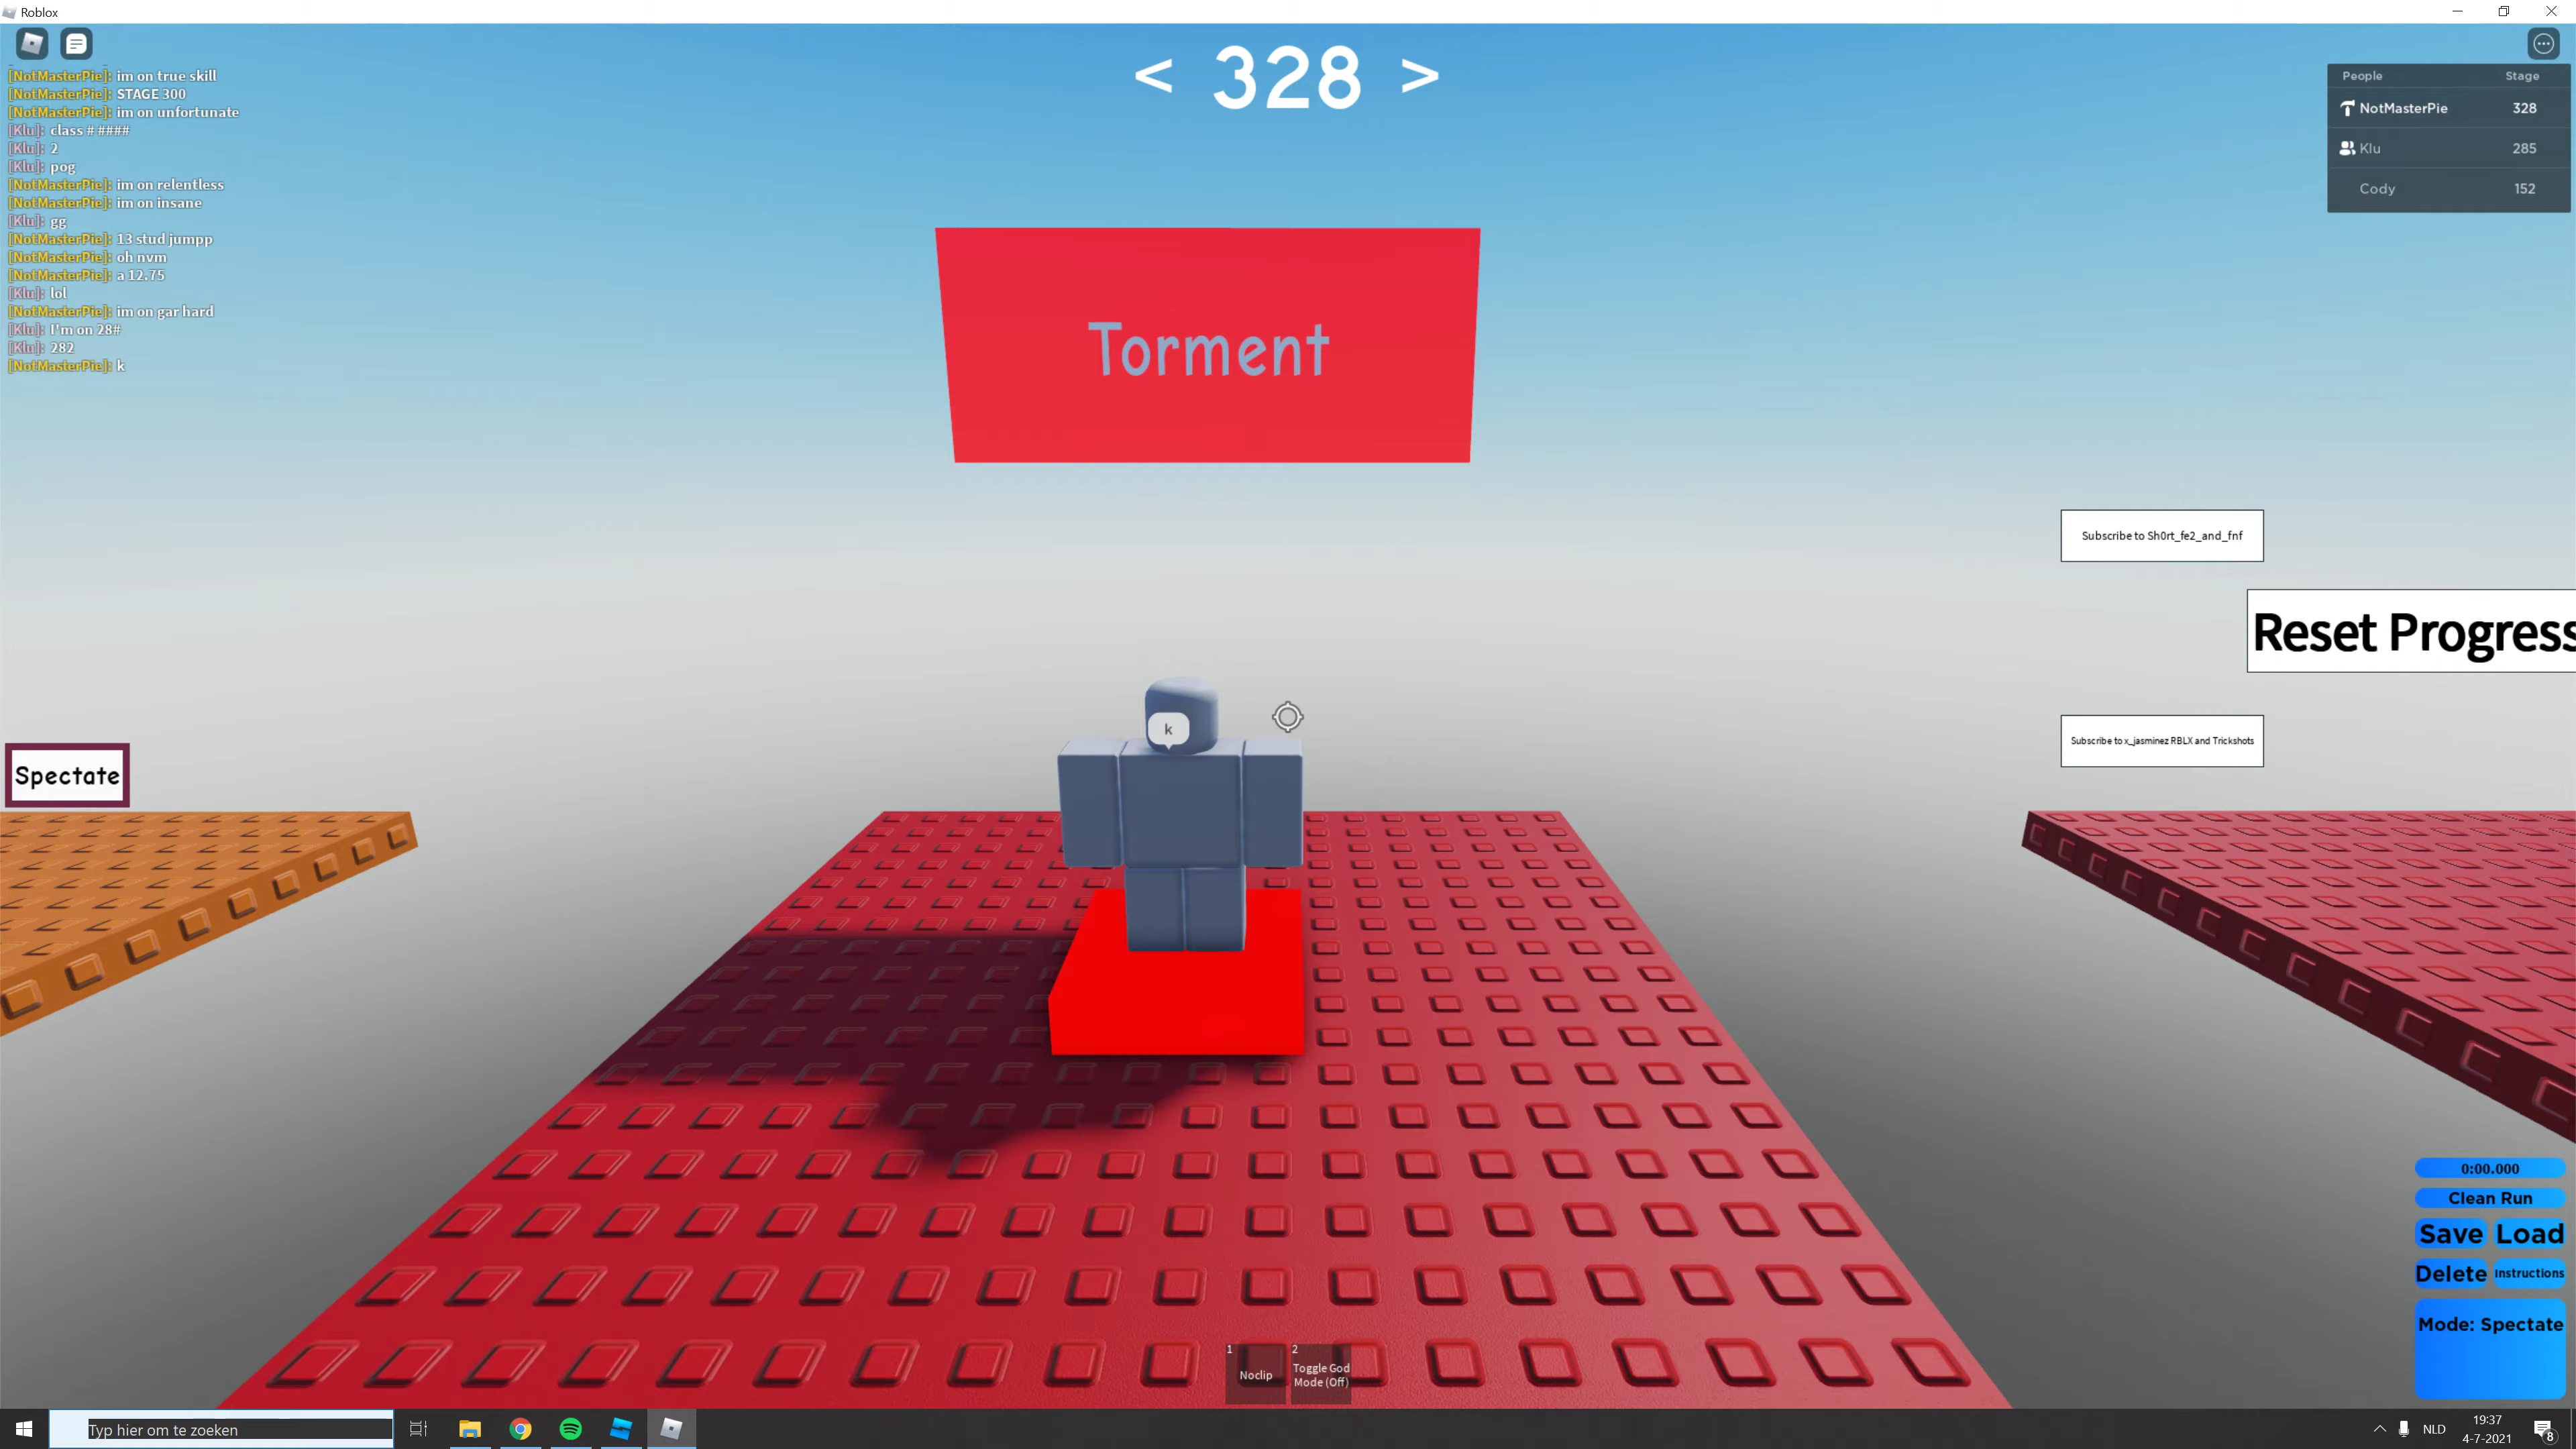 Roblox
[NotMasterPie]: im on true skill
[NotMasterPie]: STAGE 300
[NotMasterPie]: im on unfortunate
[Klu]: class # ####
[Klu]: 2
[Klu]: pog
[NotMasterPie]: im on relentless
[NotMasterPie]: im on insane
[Klu]: gg
[NotMasterPie]: 13 stud jumpp
[NotMasterPie]: oh nvm
[NotMasterPie]: a 12.75
[Klu]: lol
[NotMasterPie]: im on gar hard
[Klu]: I'm on 28#
[Klu]: 282
[NotMasterPie]: k
< 328 >
People Stage
NotMasterPie 328
Klu 285
Cody 152
Torment
Subscribe to Sh0rt_fe2_and_fnf
Reset Progress
Subscribe to x_jasminez RBLX and Trickshots
k
Spectate
0:00.000
Clean Run
Save Load
Delete Instructions
Mode: Spectate
1
Noclip
2
Toggle God
Mode (Off)
Typ hier om te zoeken
NLD
19:37
4-7-2021
8